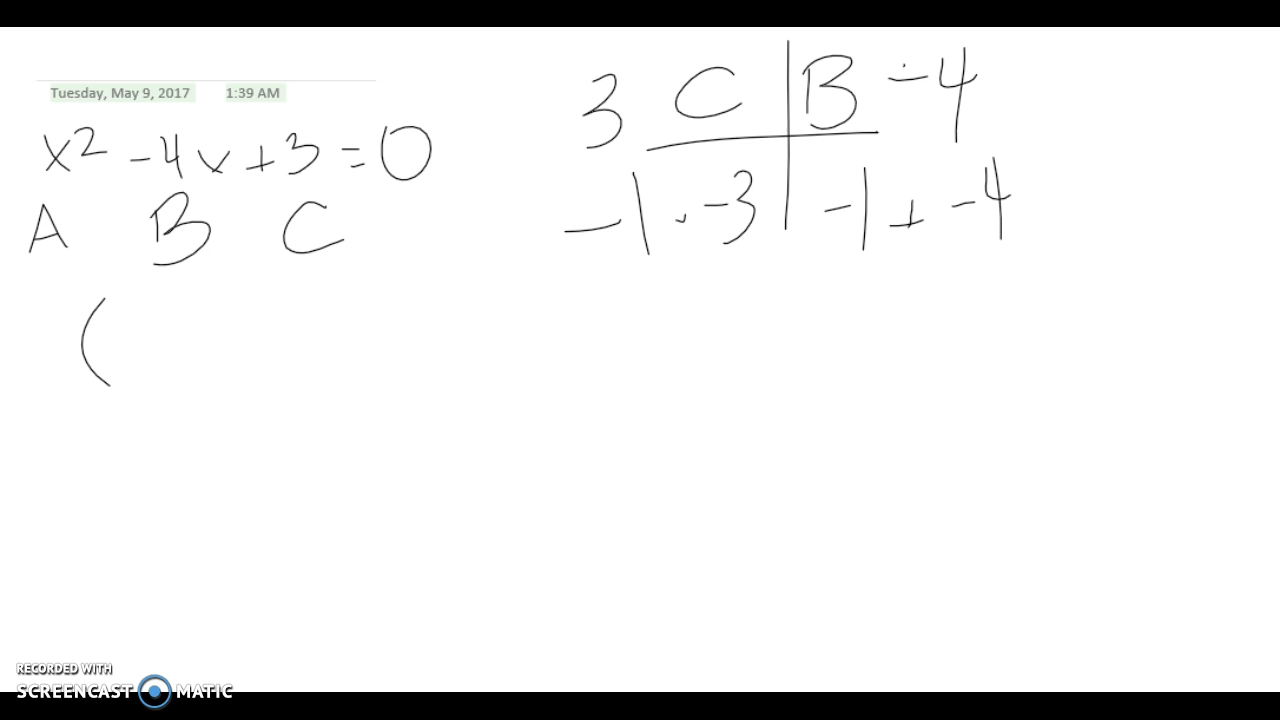 Tuesday, May 9, 2017 1:39 AM
x² -4x+3=0
A B C
(
3 C B -4
-1 · -3 -1 + -4
RECORDED WITH
SCREENCAST MATIC